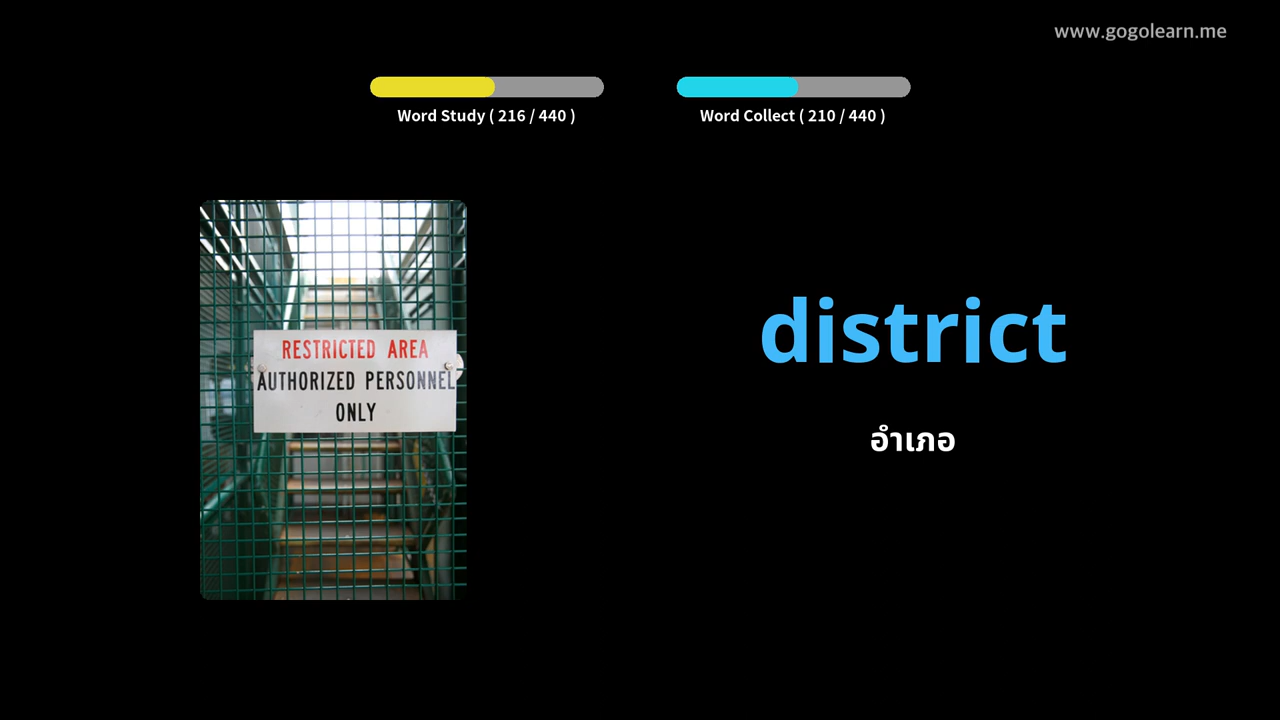 www.gogolearn.me
Word Study ( 216 / 440 )
Word Collect ( 210 / 440 )
RESTRICTED AREA
AUTHORIZED PERSONNEL
ONLY
district
อำเภอ